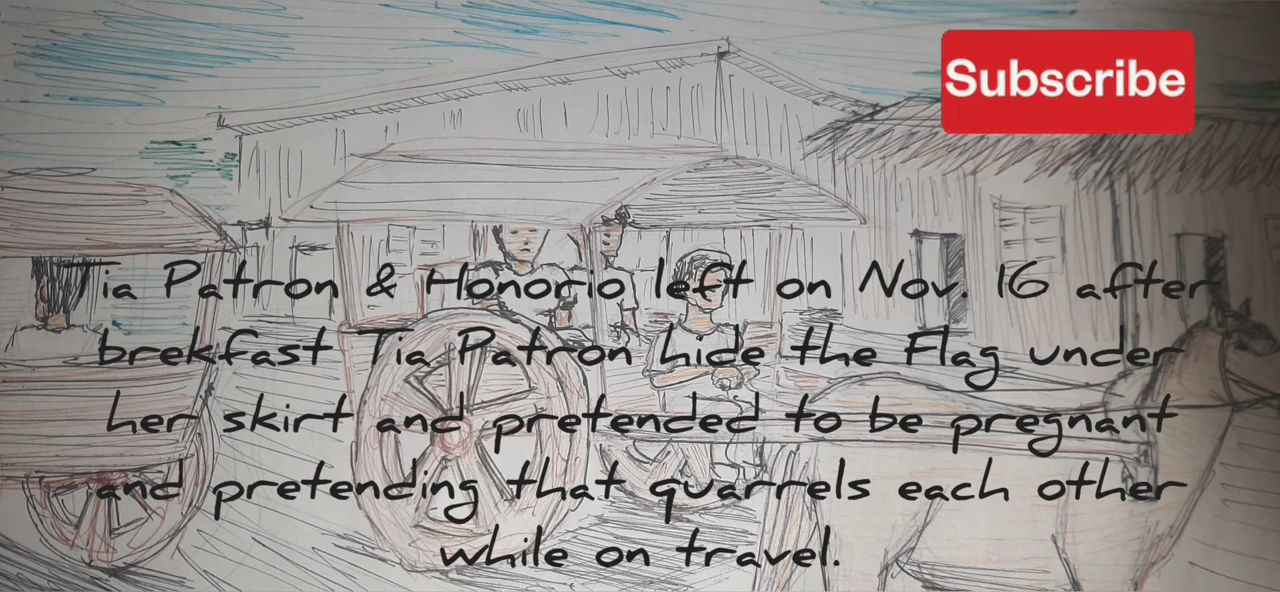 Subscribe
Tia Patron & Honorio left on Nov. 16 after
brekfast Tia Patron hide the Flag under
her skirt and pretended to be pregnant
and pretending that quarrels each other
while on travel.